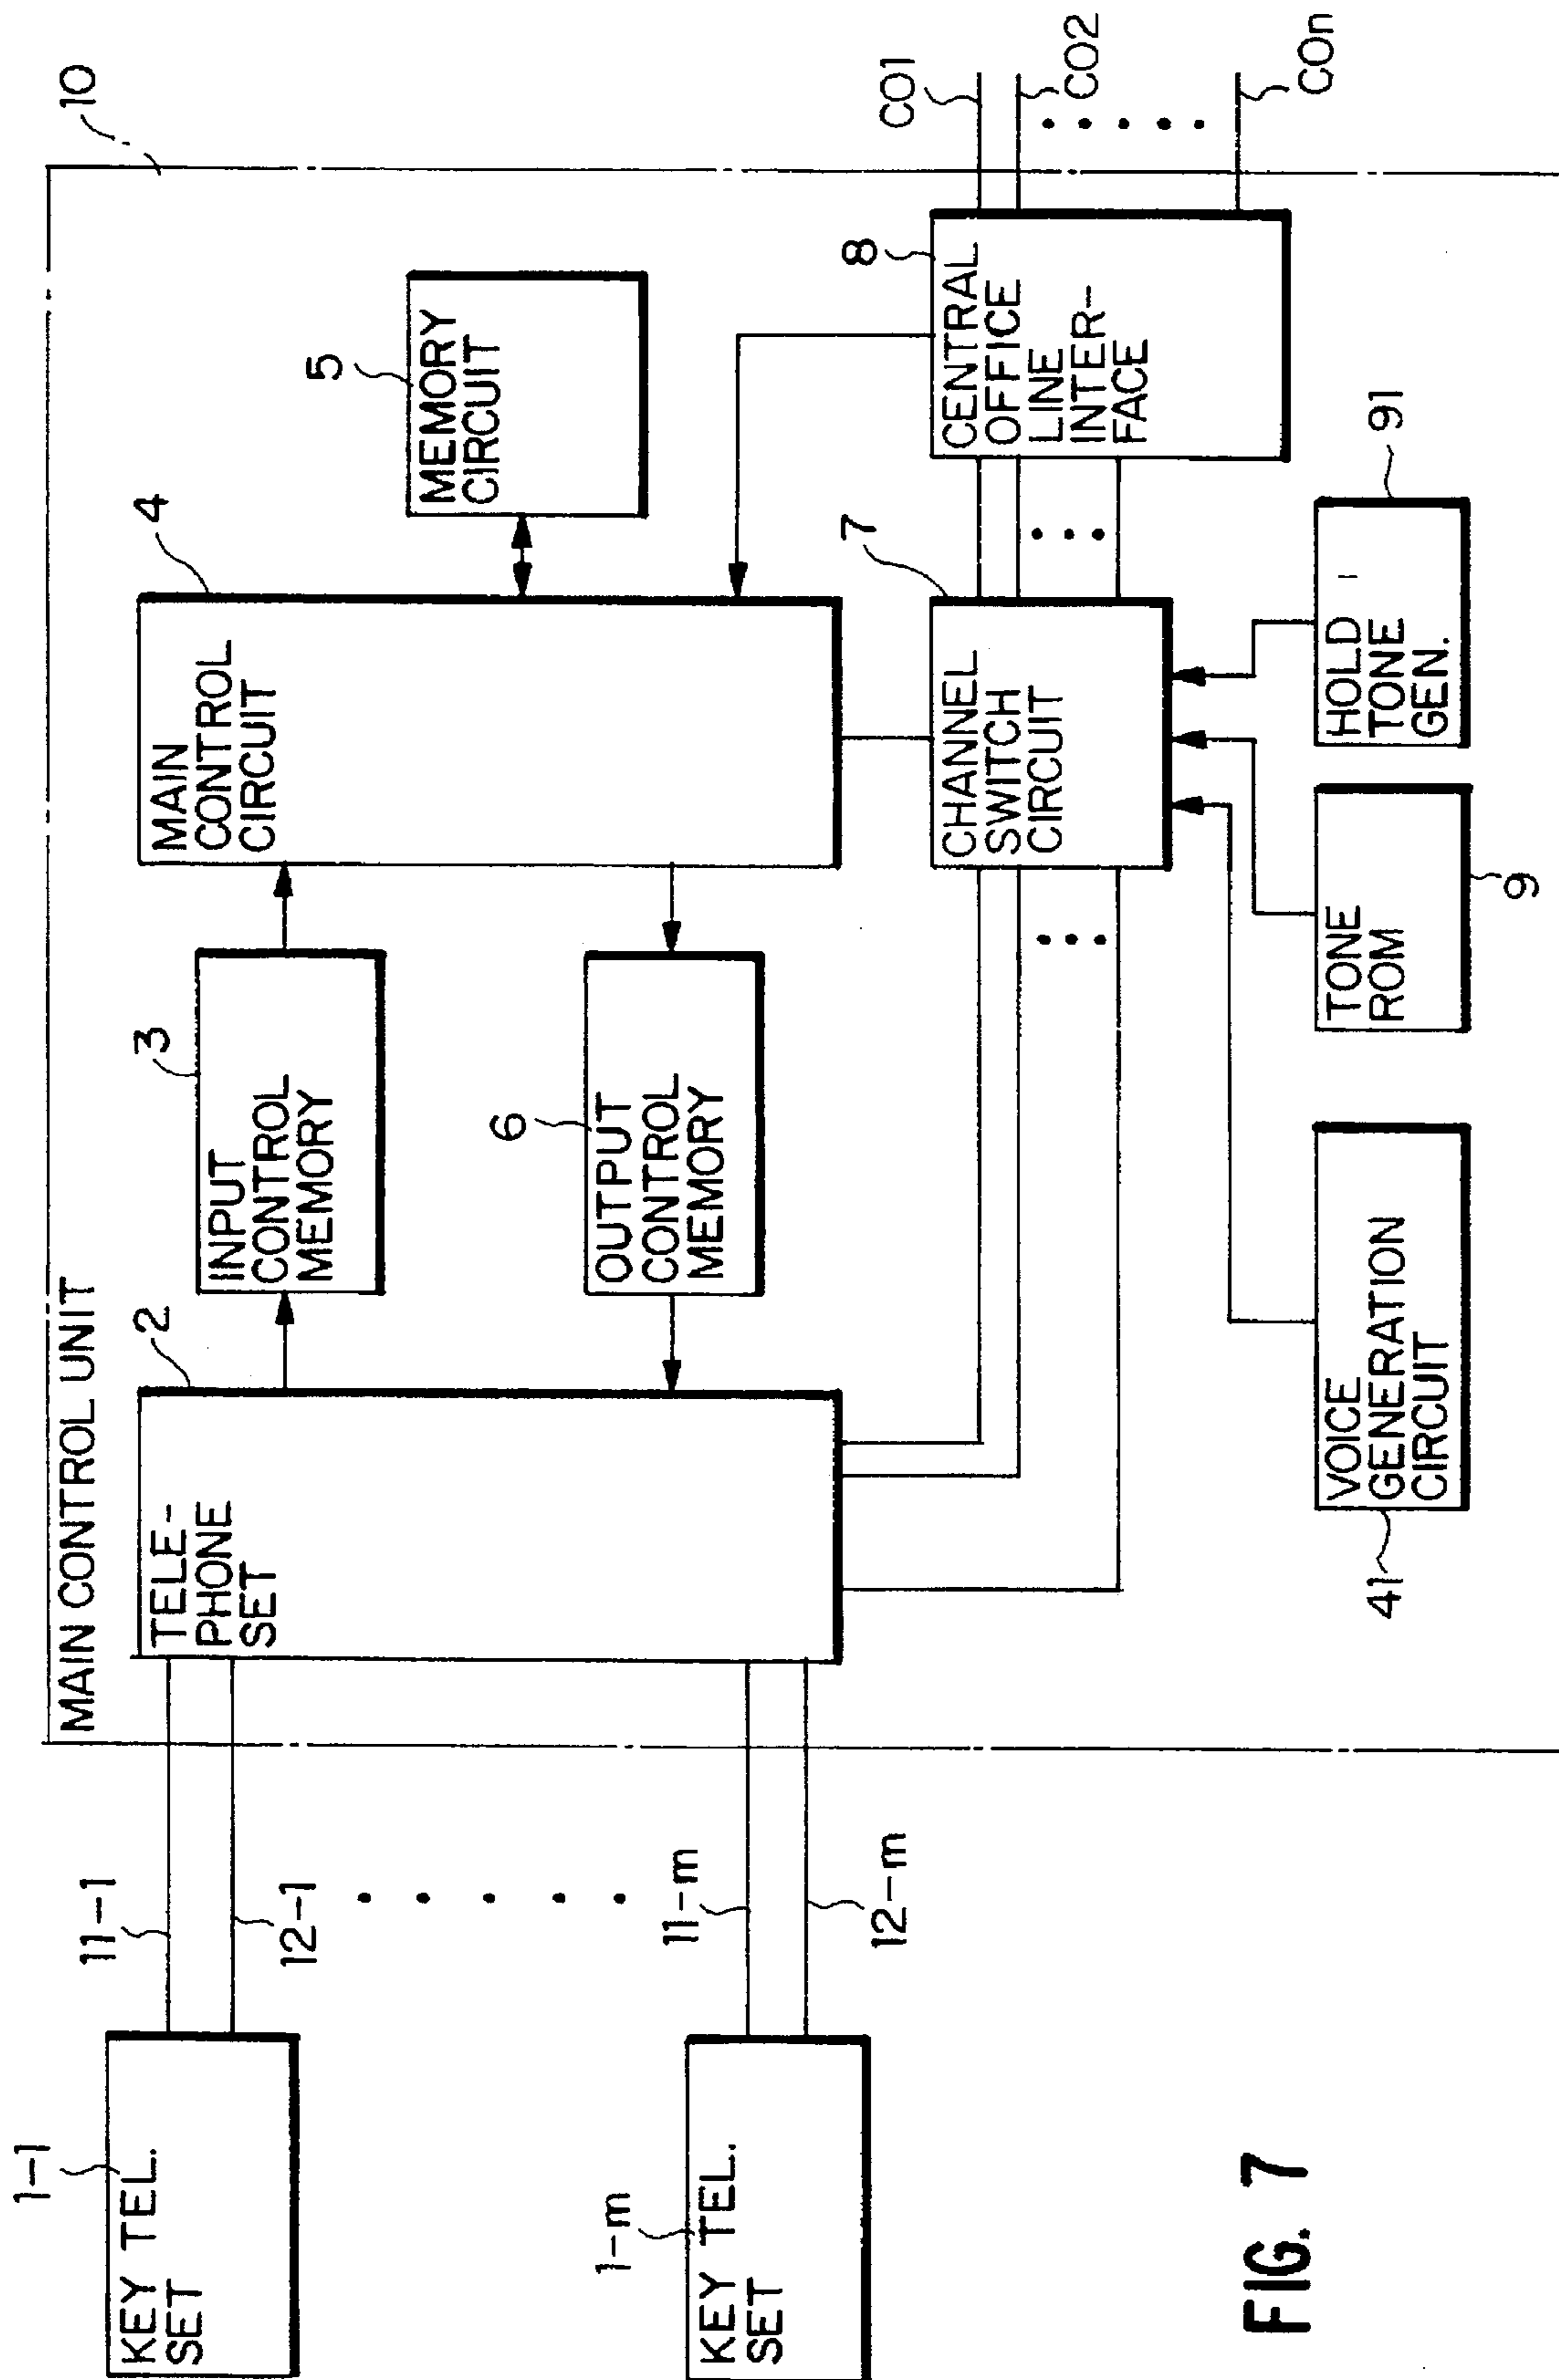 MAIN CONTROL UNIT
10
1-1
KEY TEL.
SET
11-1
12-1
1-m
KEY TEL.
SET
11-m
12-m
2
TELE-
PHONE
SET
3
INPUT
CONTROL
MEMORY
6
OUTPUT
CONTROL
MEMORY
4
MAIN
CONTROL
CIRCUIT
5
MEMORY
CIRCUIT
7
CHANNEL
SWITCH
CIRCUIT
8
CENTRAL
OFFICE
LINE
INTER-
FACE
CO1
CO2
COn
41
VOICE
GENERATION
CIRCUIT
TONE
ROM
9
HOLD
TONE
GEN.
91
FIG. 7